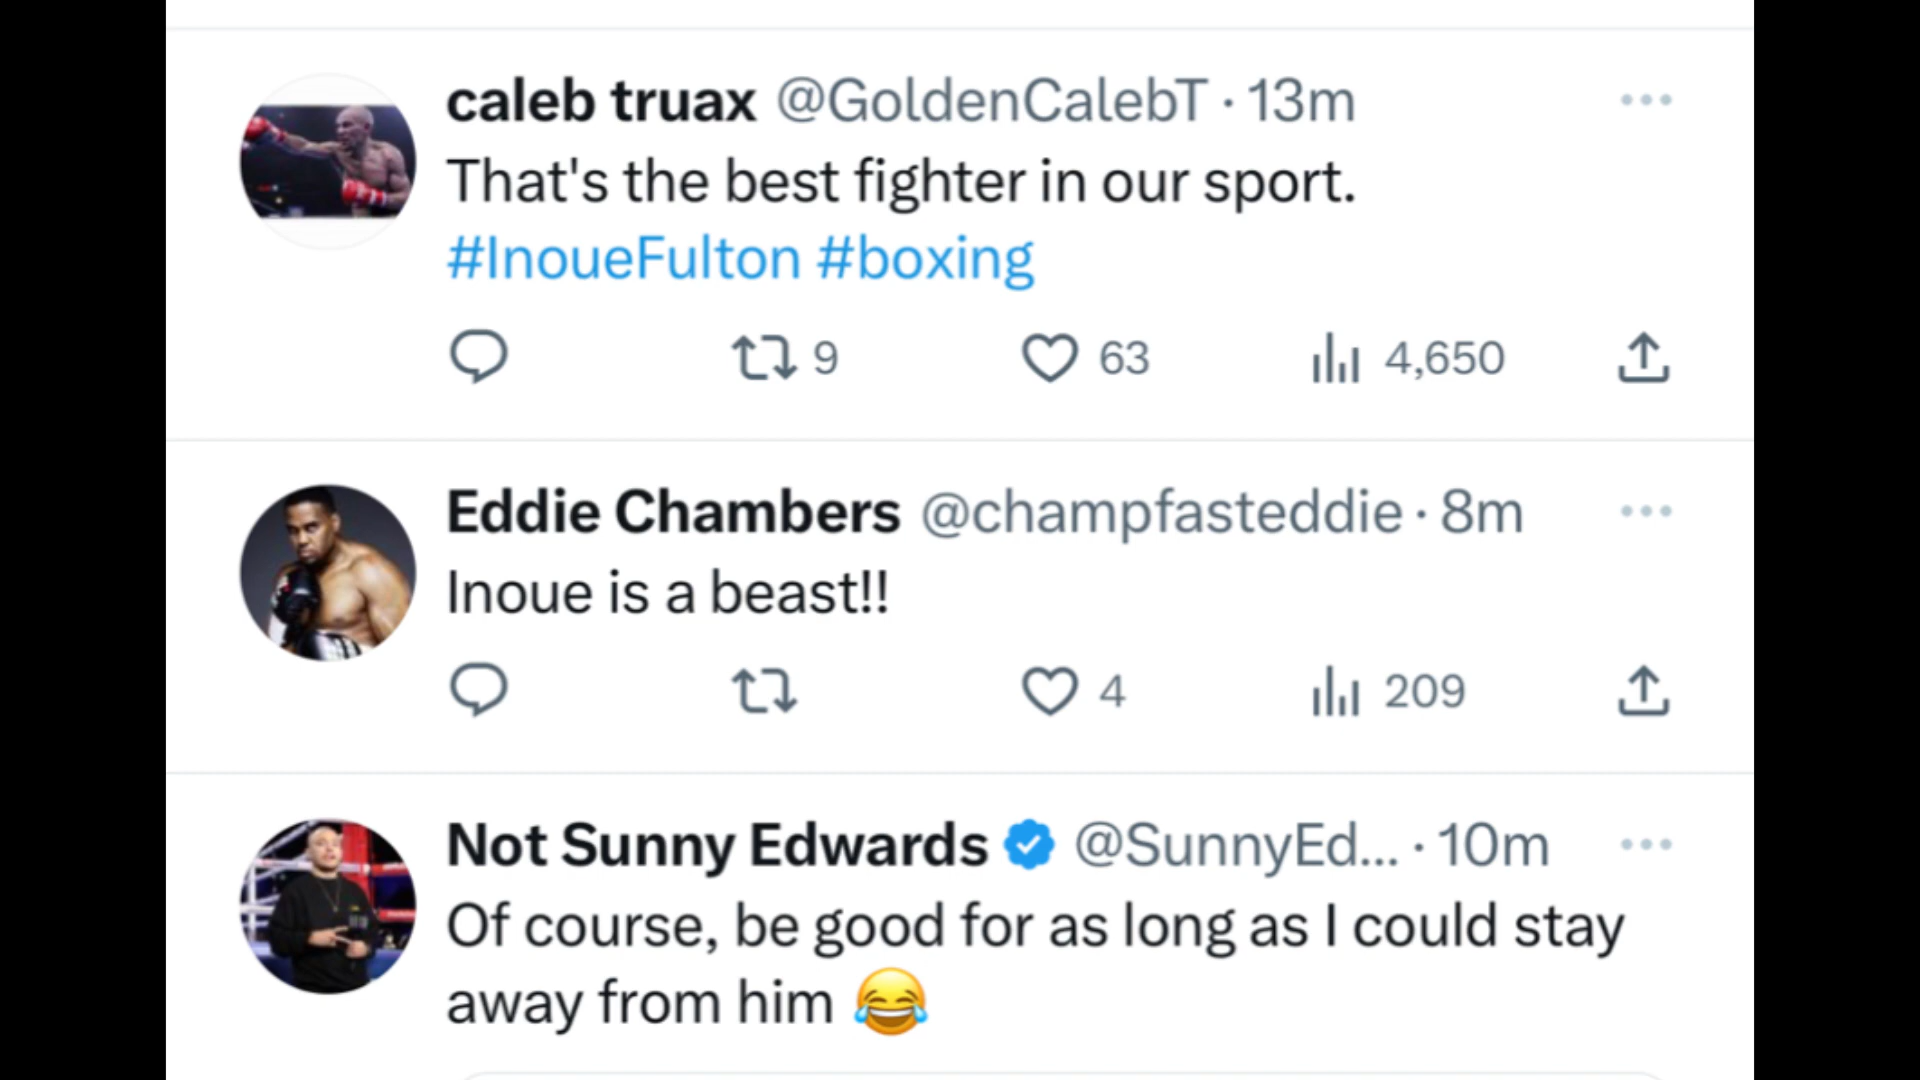 caleb truax @GoldenCalebT · 13m
That's the best fighter in our sport.
#InoueFulton #boxing
9 63 4,650
Eddie Chambers @champfasteddie · 8m
Inoue is a beast!!
4 209
Not Sunny Edwards @SunnyEd... · 10m
Of course, be good for as long as I could stay
away from him 😂